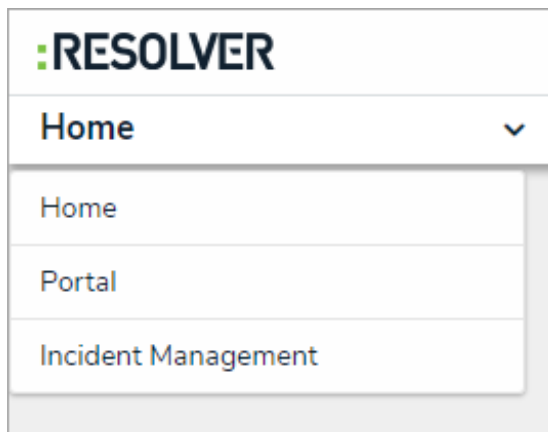 :RESOLVER
Home
Home
Portal
Incident Management